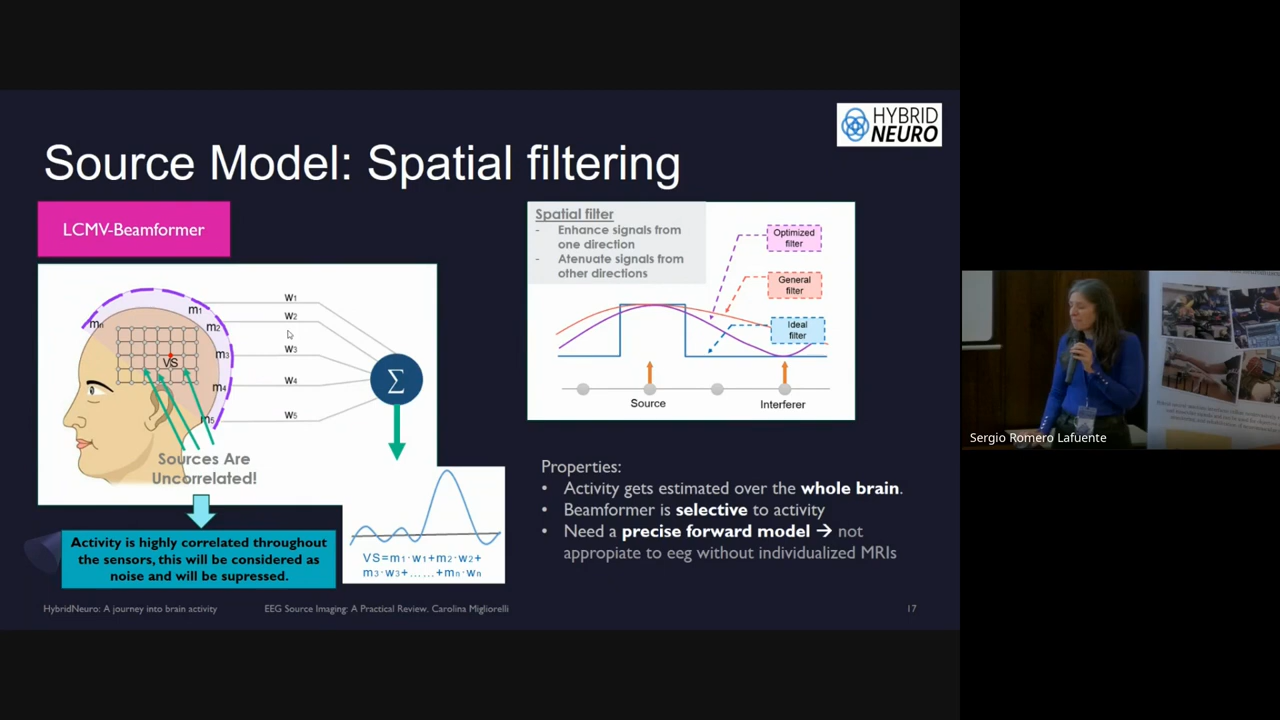 HYBRID
NEURO
Source Model: Spatial filtering
LCMV-Beamformer
mn
m1
m2
m3
m4
m5
VS
W1
W2
W3
W4
W5
Σ
Sources Are
Uncorrelated!
Activity is highly correlated throughout
the sensors, this will be considered as
noise and will be supressed.
VS=m1·w1+m2·w2+
m3·w3+……+mn·wn
Spatial filter
- Enhance signals from
one direction
- Atenuate signals from
other directions
Optimized
filter
General
filter
Ideal
filter
Source
Interferer
Properties:
• Activity gets estimated over the whole brain.
• Beamformer is selective to activity
• Need a precise forward model → not
appropiate to eeg without individualized MRIs
HybridNeuro: A journey into brain activity
EEG Source Imaging: A Practical Review. Carolina Migliorelli
17
Sergio Romero Lafuente